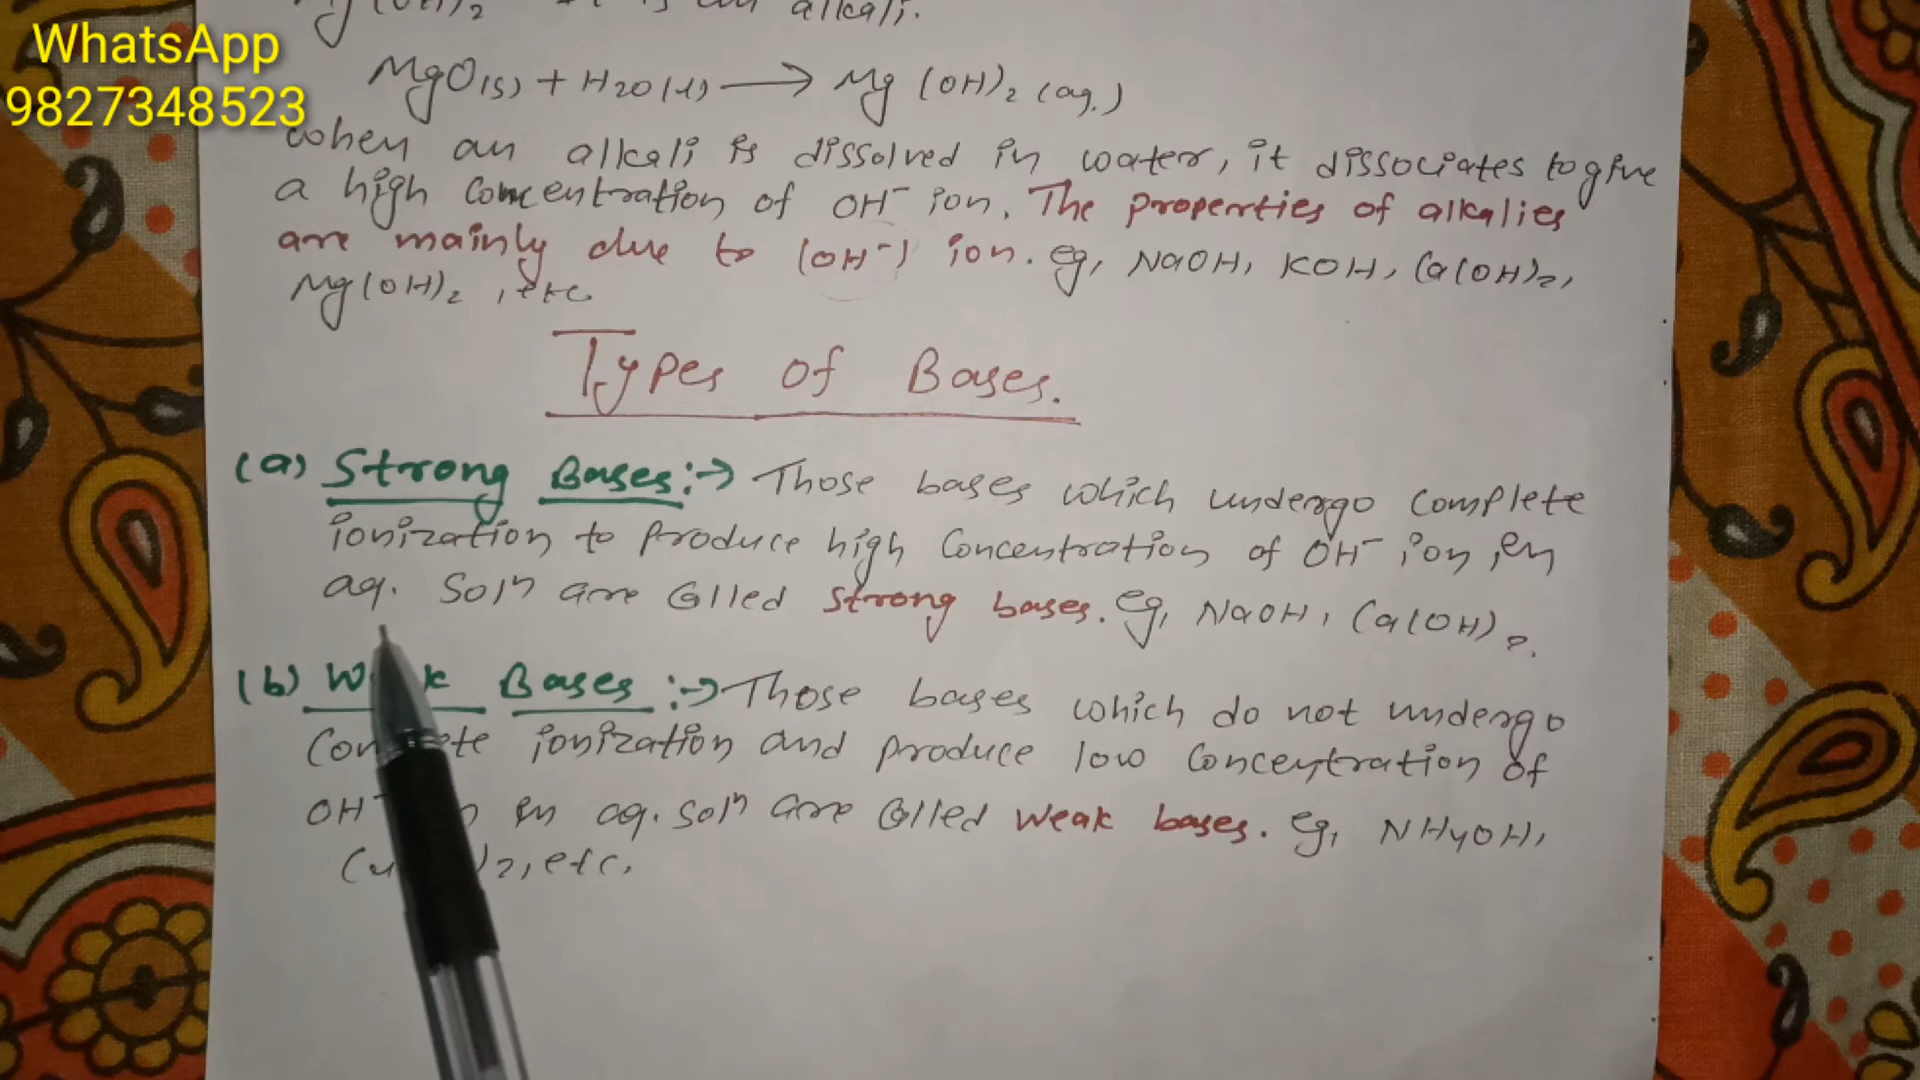 WhatsApp
9827348523
alkali.
MgO(s) + H2O(l) ⟶ Mg (OH)2 (aq.)
when an alkali is dissolved in water, it dissociates to give
a high concentration of OH⁻ ion. The properties of alkalies
are mainly due to (OH⁻) ion. eg, NaOH, KOH, Ca(OH)2,
Mg(OH)2, etc.
Types of Bases.
(a) Strong Bases:→ Those bases which undergo complete
ionization to produce high Concentration of OH⁻ ion in
aq. Solⁿ are Called Strong bases. eg, NaOH, Ca(OH)2.
(b) Bases:→ Those bases which do not undergo
ionization and produce low Concentration of
OH⁻ in aq. Solⁿ are Called Weak bases. eg, NH4OH,
)2, etc.